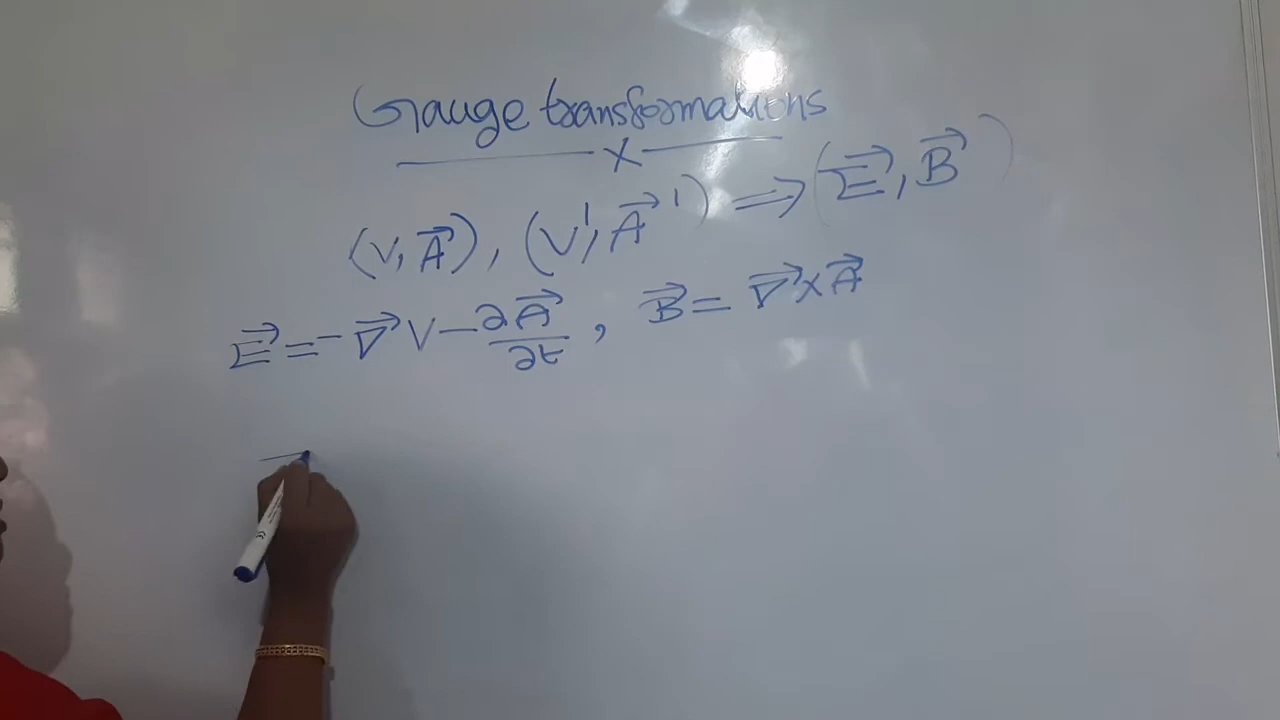 Gauge transformations
(V, A⃗), (V', A⃗') ⇒ (E⃗, B⃗)
E⃗ = -∇⃗V - ∂A⃗/∂t, B⃗ = ∇⃗ × A⃗